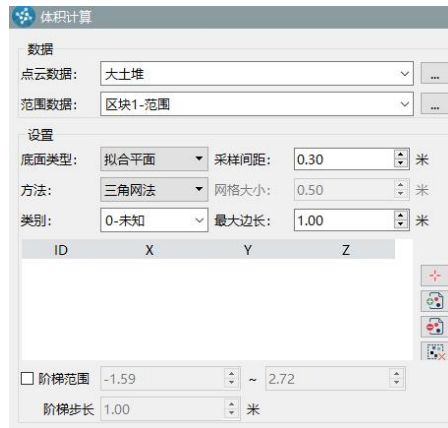 体积计算
数据
点云数据: 大土堆 ...
范围数据: 区块1-范围 ...
设置
底面类型: 拟合平面 采样间距: 0.30 米
方法: 三角网法 网格大小: 0.50 米
类别: 0-未知 最大边长: 1.00 米
ID X Y Z
阶梯范围 -1.59 ~ 2.72
阶梯步长 1.00 米